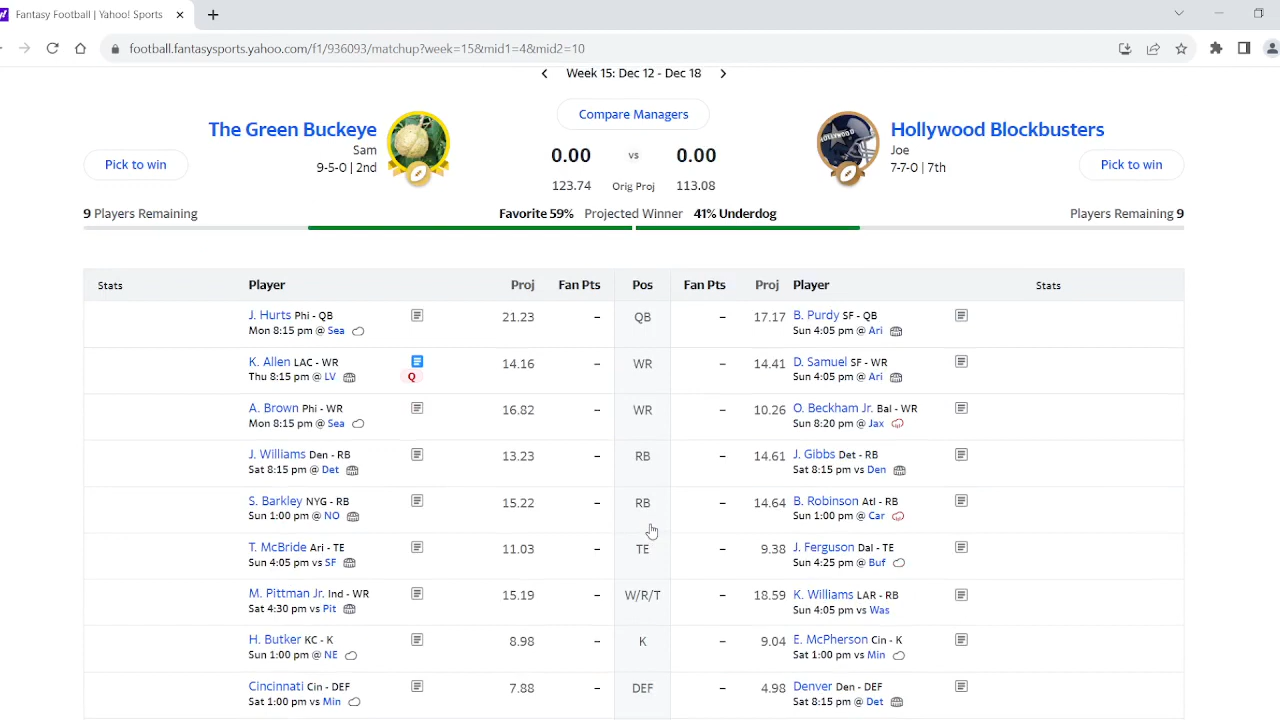 Fantasy Football | Yahoo! Sports
football.fantasysports.yahoo.com/f1/936093/matchup?week=15&mid1=4&mid2=10
Week 15: Dec 12 - Dec 18
Compare Managers
The Green Buckeye
Sam
9-5-0 | 2nd
Pick to win
0.00 vs 0.00
123.74 Orig Proj 113.08
HOLLYWOOD
Hollywood Blockbusters
Joe
7-7-0 | 7th
Pick to win
9 Players Remaining Favorite 59% Projected Winner 41% Underdog Players Remaining 9
Stats Player Proj Fan Pts Pos Fan Pts Proj Player Stats
J. Hurts Phi - QB 21.23 – QB – 17.17 B. Purdy SF - QB
Mon 8:15 pm @ Sea Sun 4:05 pm @ Ari
K. Allen LAC - WR 14.16 – WR – 14.41 D. Samuel SF - WR
Thu 8:15 pm @ LV Q Sun 4:05 pm @ Ari
A. Brown Phi - WR 16.82 – WR – 10.26 O. Beckham Jr. Bal - WR
Mon 8:15 pm @ Sea Sun 8:20 pm @ Jax
J. Williams Den - RB 13.23 – RB – 14.61 J. Gibbs Det - RB
Sat 8:15 pm @ Det Sat 8:15 pm vs Den
S. Barkley NYG - RB 15.22 – RB – 14.64 B. Robinson Atl - RB
Sun 1:00 pm @ NO Sun 1:00 pm @ Car
T. McBride Ari - TE 11.03 – TE – 9.38 J. Ferguson Dal - TE
Sun 4:05 pm vs SF Sun 4:25 pm @ Buf
M. Pittman Jr. Ind - WR 15.19 – W/R/T – 18.59 K. Williams LAR - RB
Sat 4:30 pm vs Pit Sun 4:05 pm vs Was
H. Butker KC - K 8.98 – K – 9.04 E. McPherson Cin - K
Sun 1:00 pm @ NE Sat 1:00 pm vs Min
Cincinnati Cin - DEF 7.88 – DEF – 4.98 Denver Den - DEF
Sat 1:00 pm vs Min Sat 8:15 pm @ Det